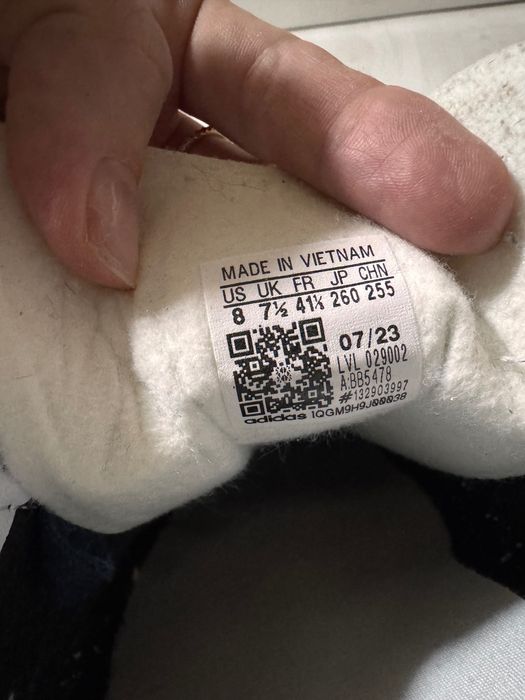 MADE IN VIETNAM
US UK FR JP CHN
8 7½ 41⅓ 260 255
07/23
LVL 029002
A:BB5478
#132903997
adidas 1QGM9H9J00038